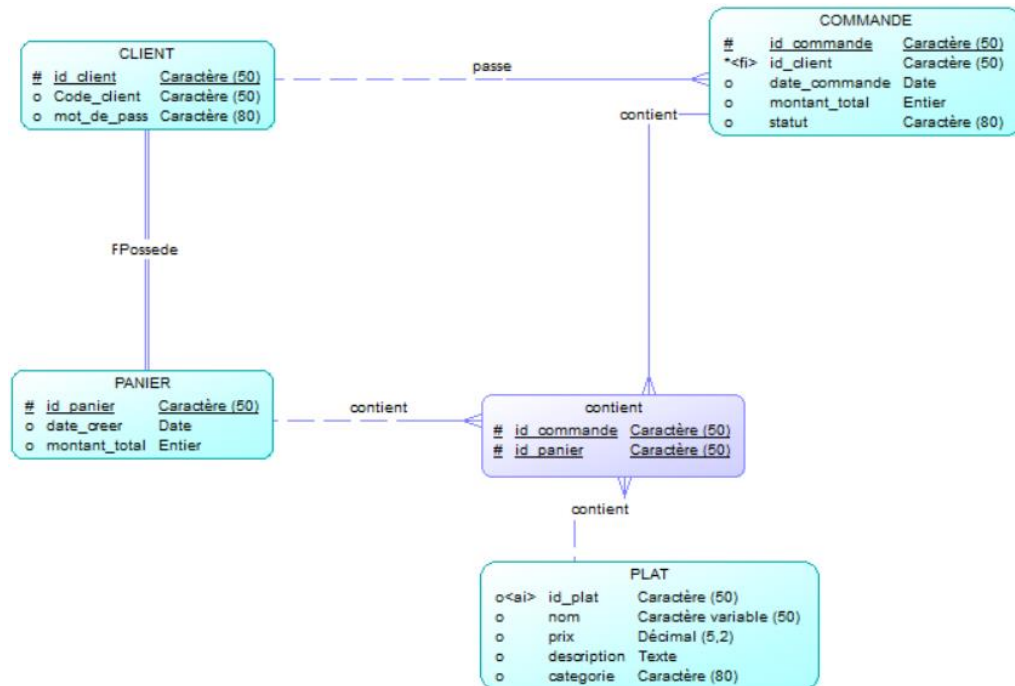 CLIENT
# id_client Caractère (50)
o Code_client Caractère (50)
o mot_de_pass Caractère (80)
passe
COMMANDE
# id_commande Caractère (50)
*<fi> id_client Caractère (50)
o date_commande Date
o montant_total Entier
o statut Caractère (80)
contient
FPossede
PANIER
# id_panier Caractère (50)
o date_creer Date
o montant_total Entier
contient
contient
# id_commande Caractère (50)
# id_panier Caractère (50)
contient
PLAT
o<ai> id_plat Caractère (50)
o nom Caractère variable (50)
o prix Décimal (5,2)
o description Texte
o categorie Caractère (80)